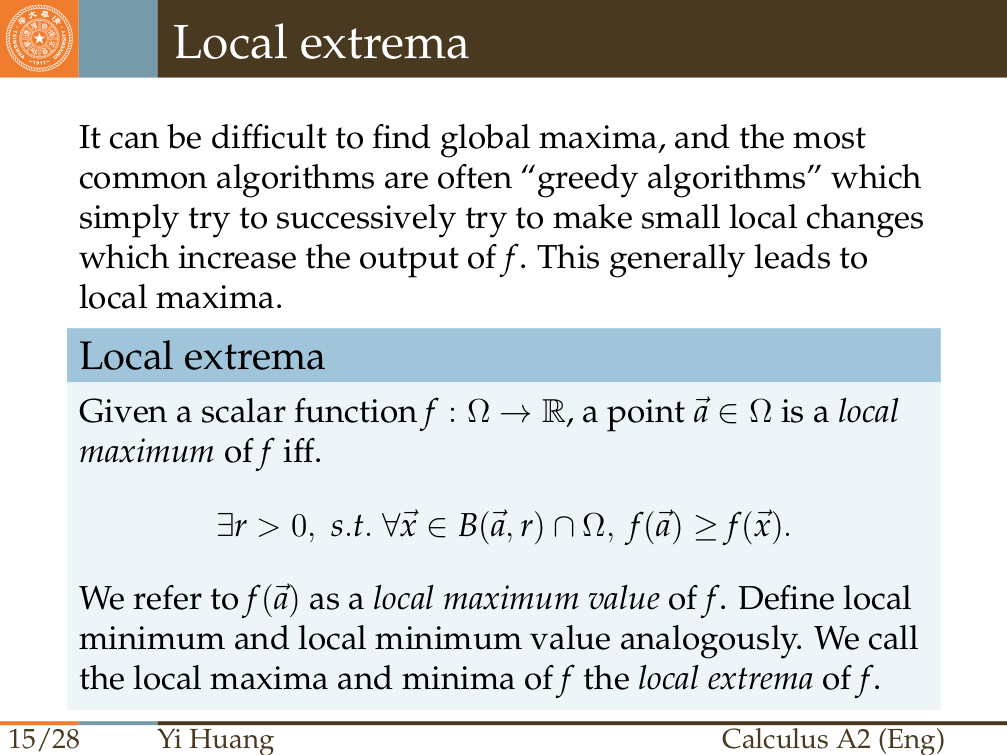 Local extrema
It can be difficult to find global maxima, and the most
common algorithms are often “greedy algorithms” which
simply try to successively try to make small local changes
which increase the output of f. This generally leads to
local maxima.
Local extrema
Given a scalar function f : Ω → ℝ, a point a⃗ ∈ Ω is a local
maximum of f iff.
∃r > 0, s.t. ∀x⃗ ∈ B(a⃗, r) ∩ Ω, f(a⃗) ≥ f(x⃗).
We refer to f(a⃗) as a local maximum value of f. Define local
minimum and local minimum value analogously. We call
the local maxima and minima of f the local extrema of f.
15/28 Yi Huang Calculus A2 (Eng)